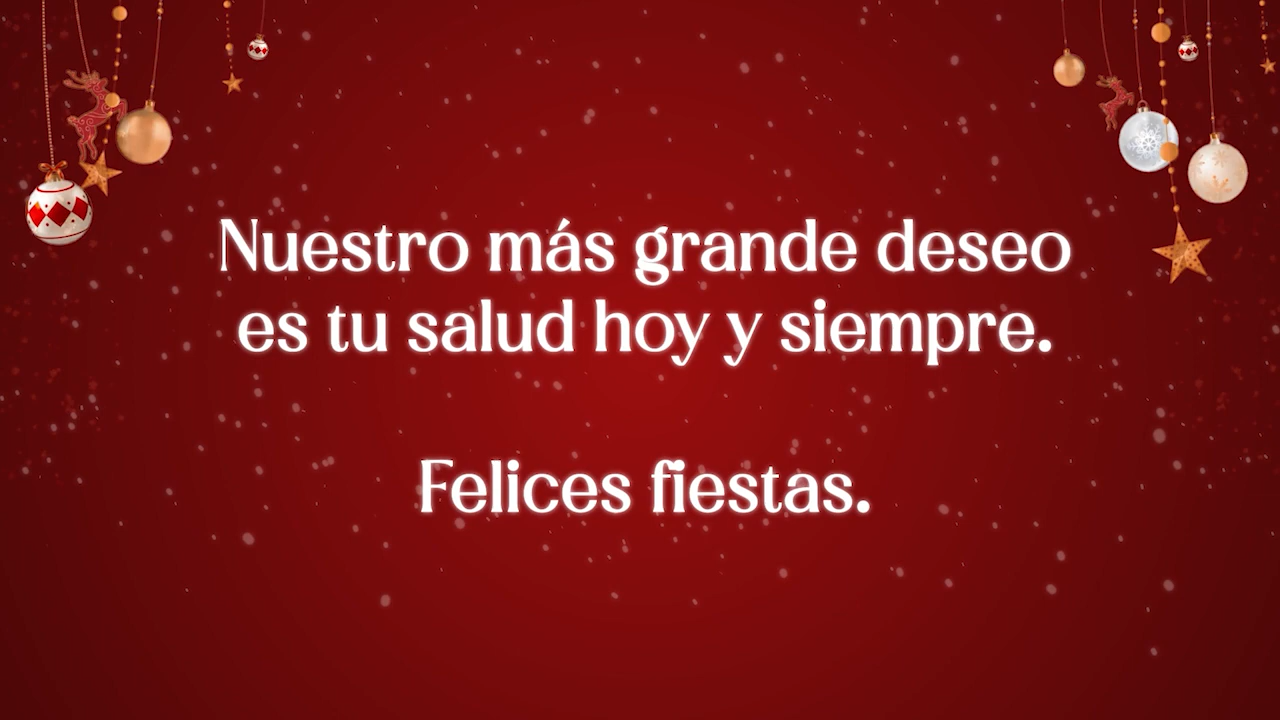 Nuestro más grande deseo
es tu salud hoy y siempre.
Felices fiestas.